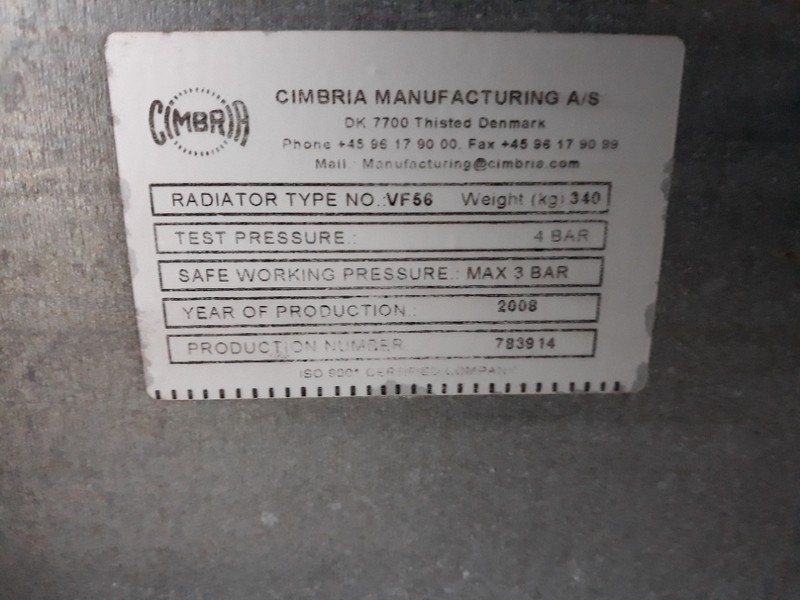 CIMBRIA
CIMBRIA MANUFACTURING A/S
DK 7700 Thisted Denmark
Phone +45 96 17 90 00. Fax +45 96 17 90 99
Mail: Manufacturing@cimbria.com
RADIATOR TYPE NO.:VF56 Weight (kg) 340
TEST PRESSURE.: 4 BAR
SAFE WORKING PRESSURE.: MAX 3 BAR
YEAR OF PRODUCTION.: 2008
PRODUCTION NUMBER 783914
ISO 9001 CERTIFIED COMPANY